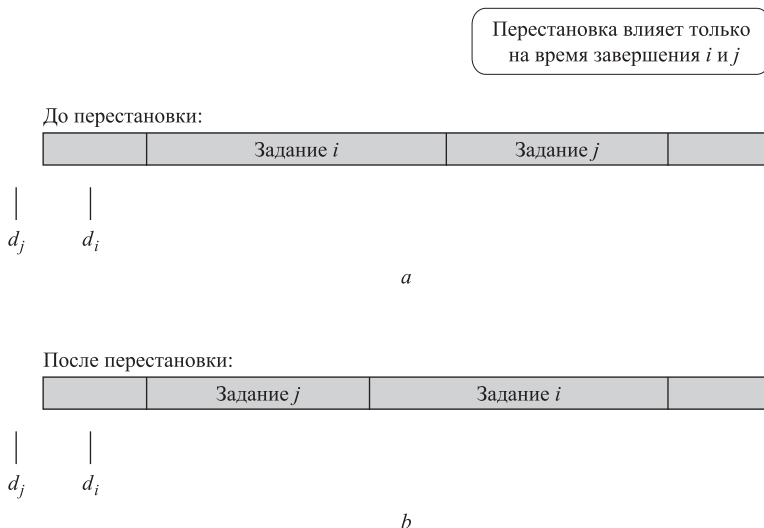 Перестановка влияет только
на время завершения i и j
До перестановки:
Задание i Задание j
d_j d_i
a
После перестановки:
Задание j Задание i
d_j d_i
b